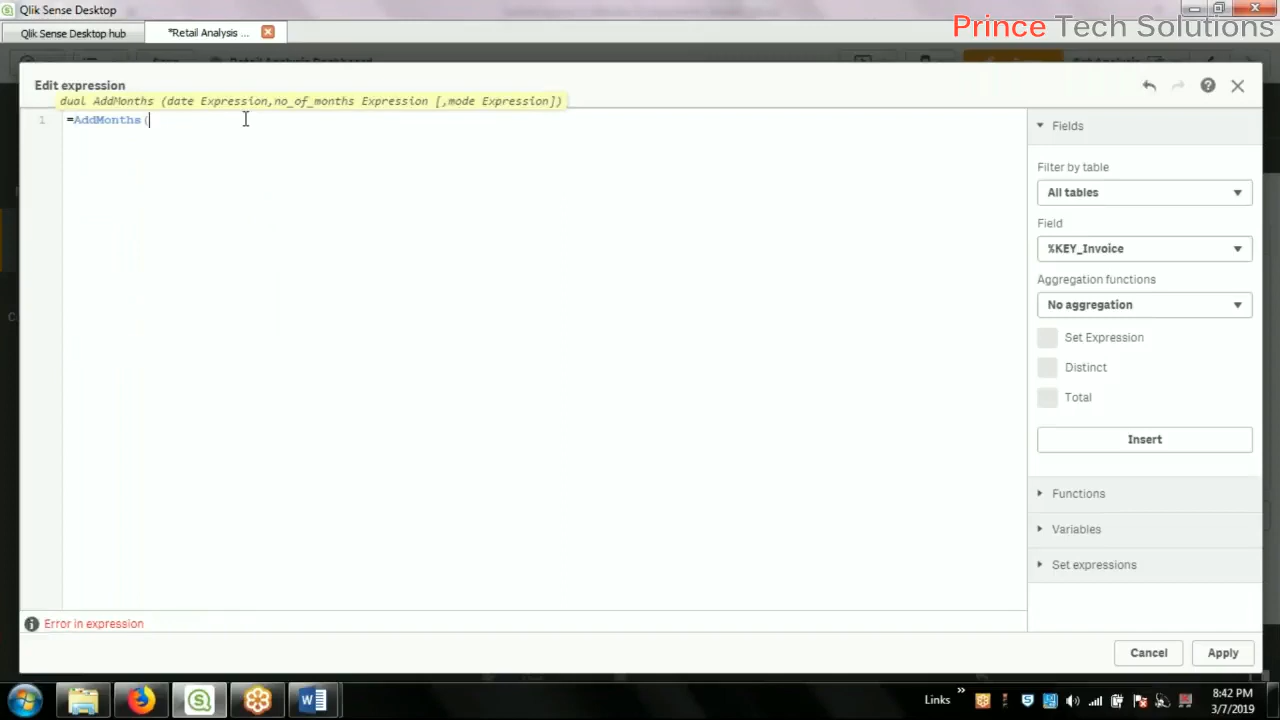 Qlik Sense Desktop
Prince Tech Solutions
Qlik Sense Desktop hub
*Retail Analysis ...
Retail Analysis Dashboard
Edit expression
dual AddMonths (date Expression,no_of_months Expression [,mode Expression])
1 =AddMonths(
Fields
Filter by table
All tables
Field
%KEY_Invoice
Aggregation functions
No aggregation
Set Expression
Distinct
Total
Insert
Functions
Variables
Set expressions
Error in expression
Cancel
Apply
Links
8:42 PM
3/7/2019